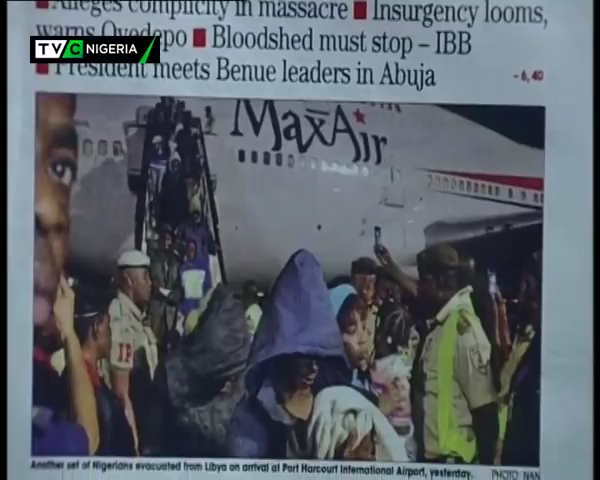 Alleges complicity in massacre ■ Insurgency looms,
warns Oyedepo ■ Bloodshed must stop – IBB
TVC NIGERIA
■ President meets Benue leaders in Abuja
– 6, 40
MaxAir
Another set of Nigerians evacuated from Libya on arrival at Port Harcourt International Airport, yesterday. PHOTO NAN